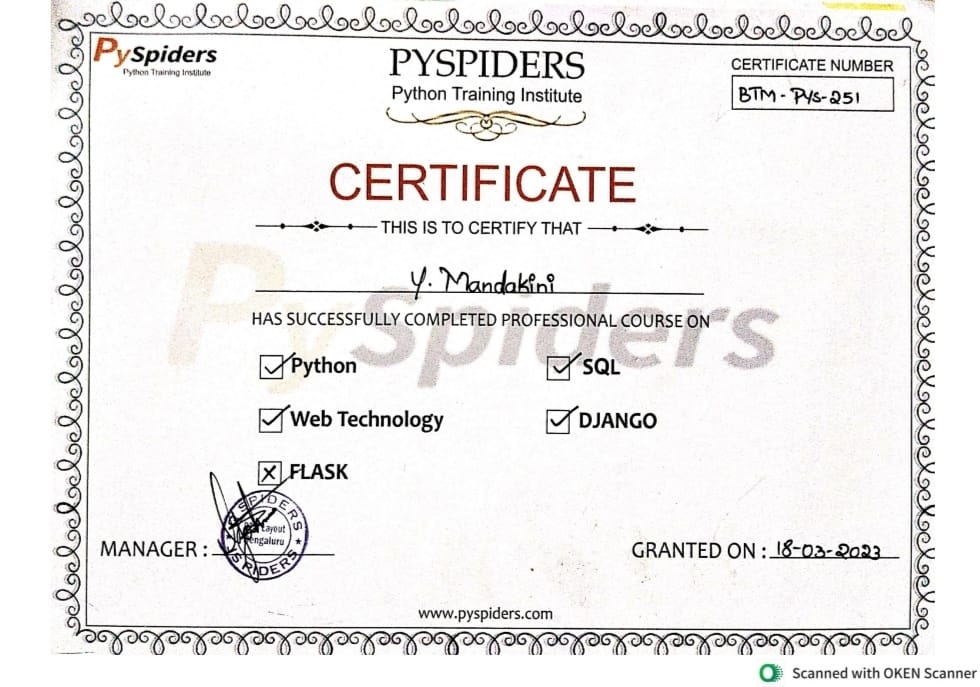 PySpiders
Python Training Institute
PYSPIDERS
Python Training Institute
CERTIFICATE NUMBER
BTM - PYS-251
CERTIFICATE
THIS IS TO CERTIFY THAT
Y. Mandakini
PySpiders
HAS SUCCESSFULLY COMPLETED PROFESSIONAL COURSE ON
Python
SQL
Web Technology
DJANGO
FLASK
SPIDERS
Layout
Bengaluru
SPIDERS
MANAGER :
GRANTED ON : 18-03-2023
www.pyspiders.com
Scanned with OKEN Scanner